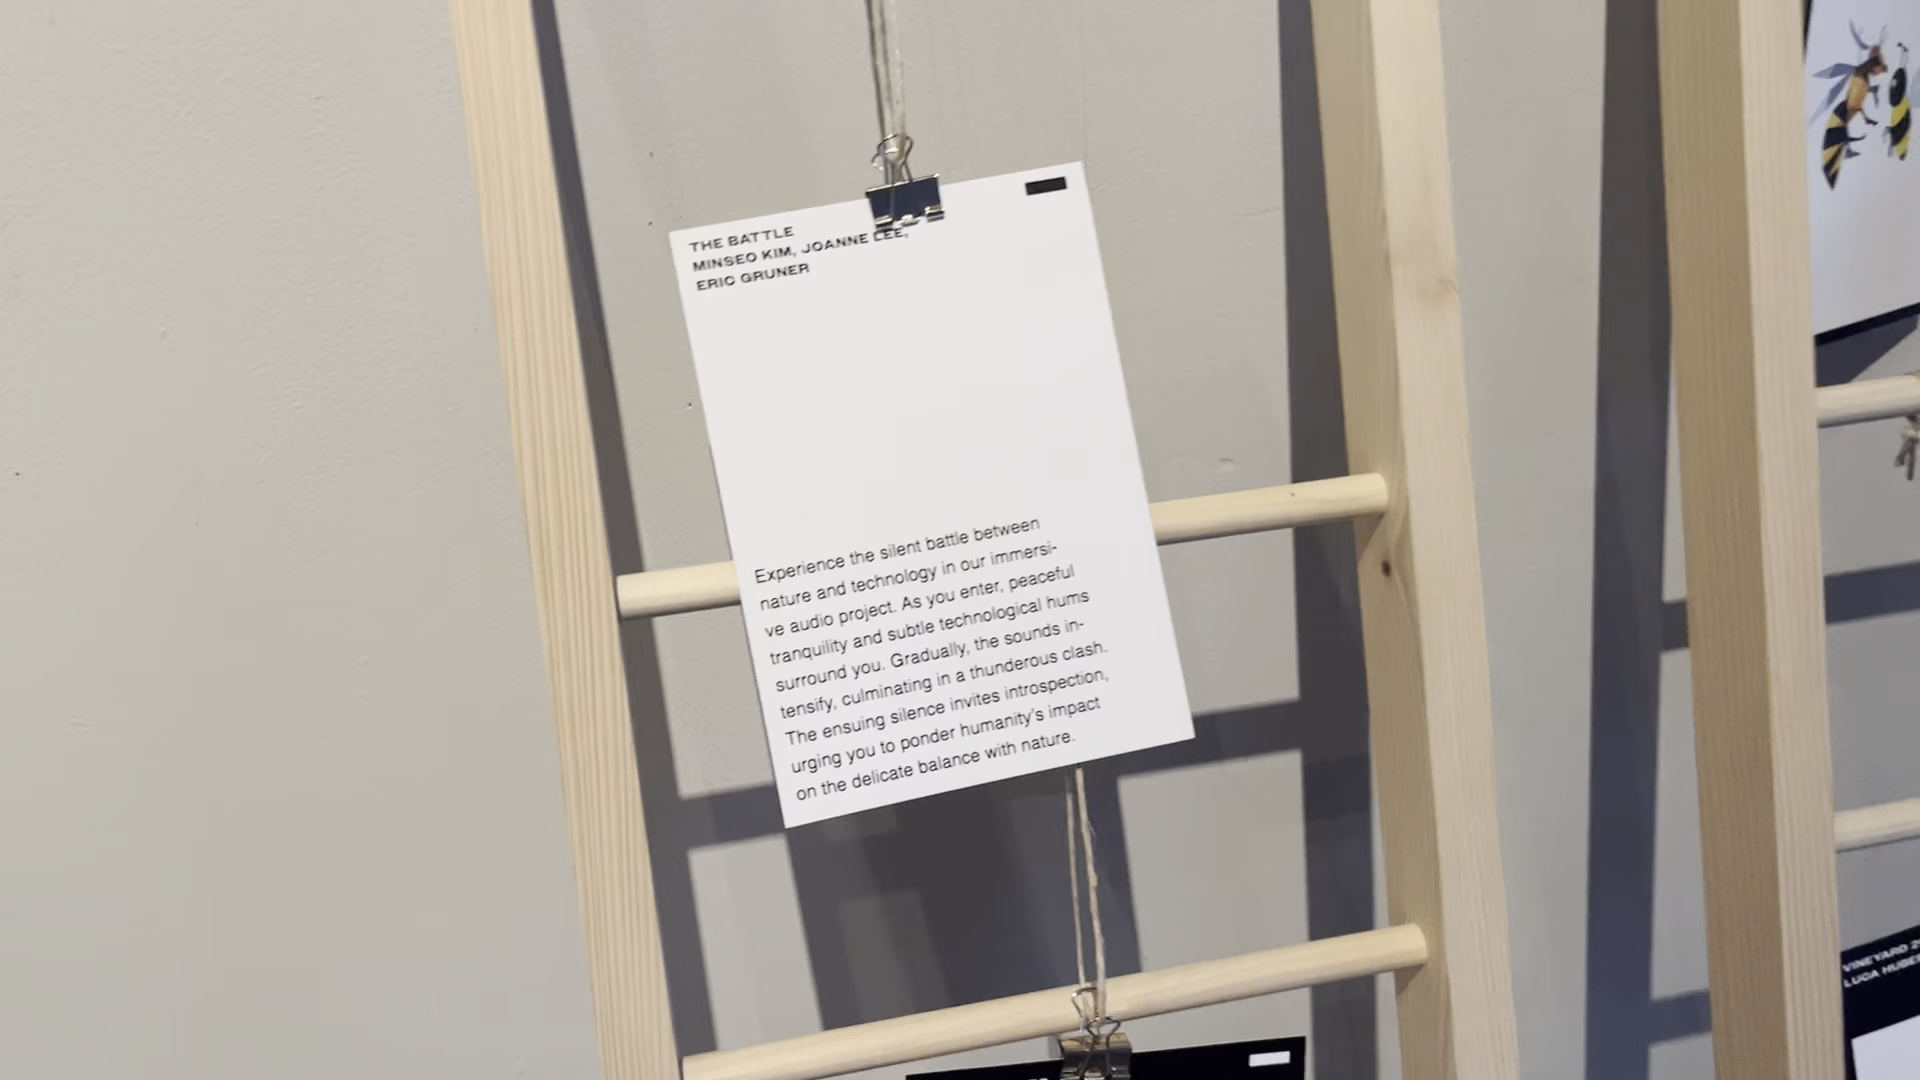 THE BATTLE
MINSEO KIM, JOANNE LEE,
ERIC GRUNER
Experience the silent battle between
nature and technology in our immersi-
ve audio project. As you enter, peaceful
tranquility and subtle technological hums
surround you. Gradually, the sounds in-
tensify, culminating in a thunderous clash.
The ensuing silence invites introspection,
urging you to ponder humanity's impact
on the delicate balance with nature.
VINEYARD
LUCA